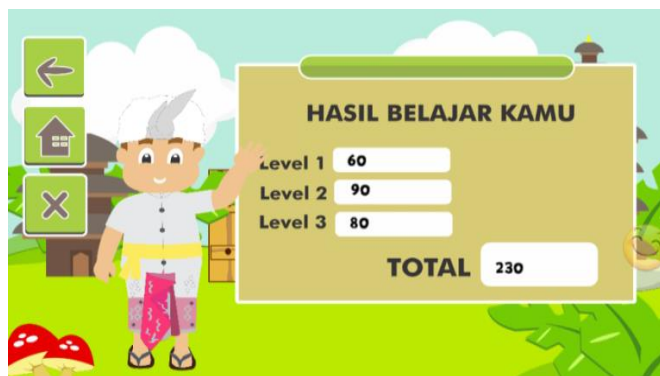 HASIL BELAJAR KAMU
Level 1 60
Level 2 90
Level 3 80
TOTAL 230